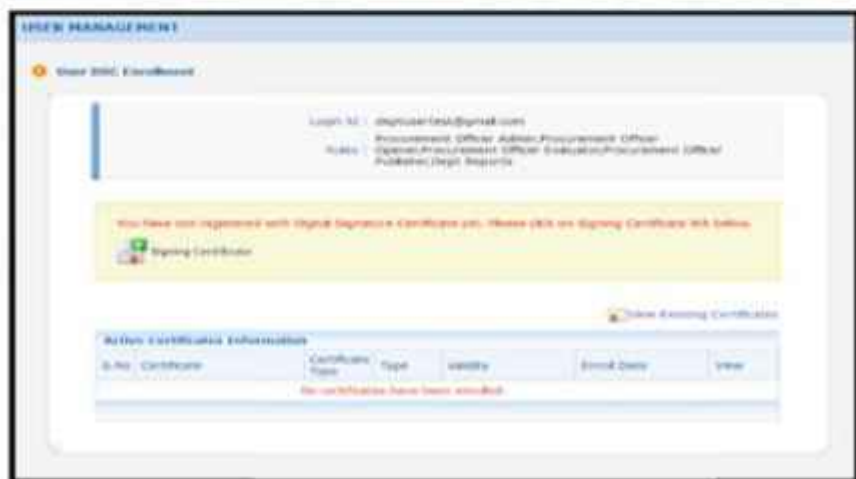 USER MANAGEMENT
User DSC Enrollment
Login Id : deptusertest@gmail.com
Roles : Procurement Officer Admin,Procurement Officer
Opener,Procurement Officer Evaluator,Procurement Officer
Publisher,Dept Reports
You have not registered with Digital Signature Certificate yet. Please click on Signing Certificate link below.
Signing Certificate
View Existing Certificates
Active Certificates Information
S.No Certificate Certificate Type Type Validity Enroll Date View
No certificates have been enrolled